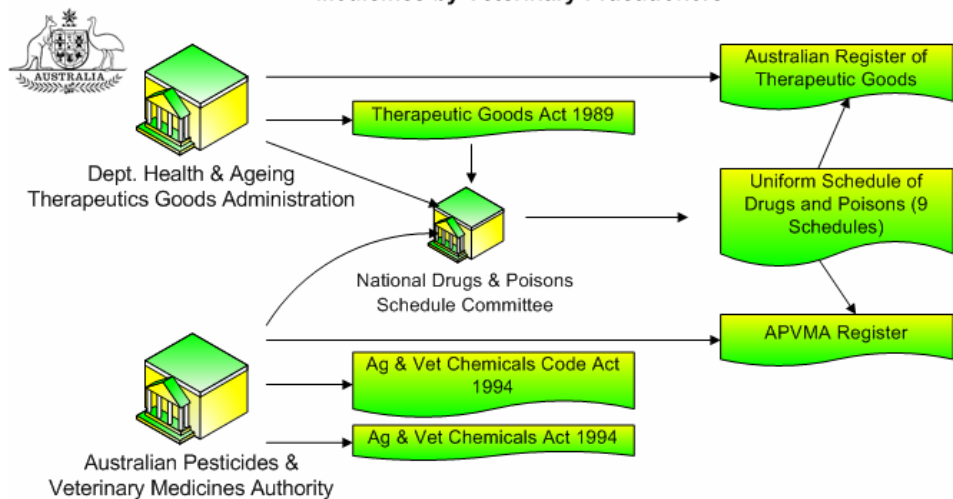 AUSTRALIA
Australian Register of
Therapeutic Goods
Therapeutic Goods Act 1989
Dept. Health & Ageing
Therapeutics Goods Administration
Uniform Schedule of
Drugs and Poisons (9
Schedules)
National Drugs & Poisons
Schedule Committee
APVMA Register
Ag & Vet Chemicals Code Act
1994
Ag & Vet Chemicals Act 1994
Australian Pesticides &
Veterinary Medicines Authority